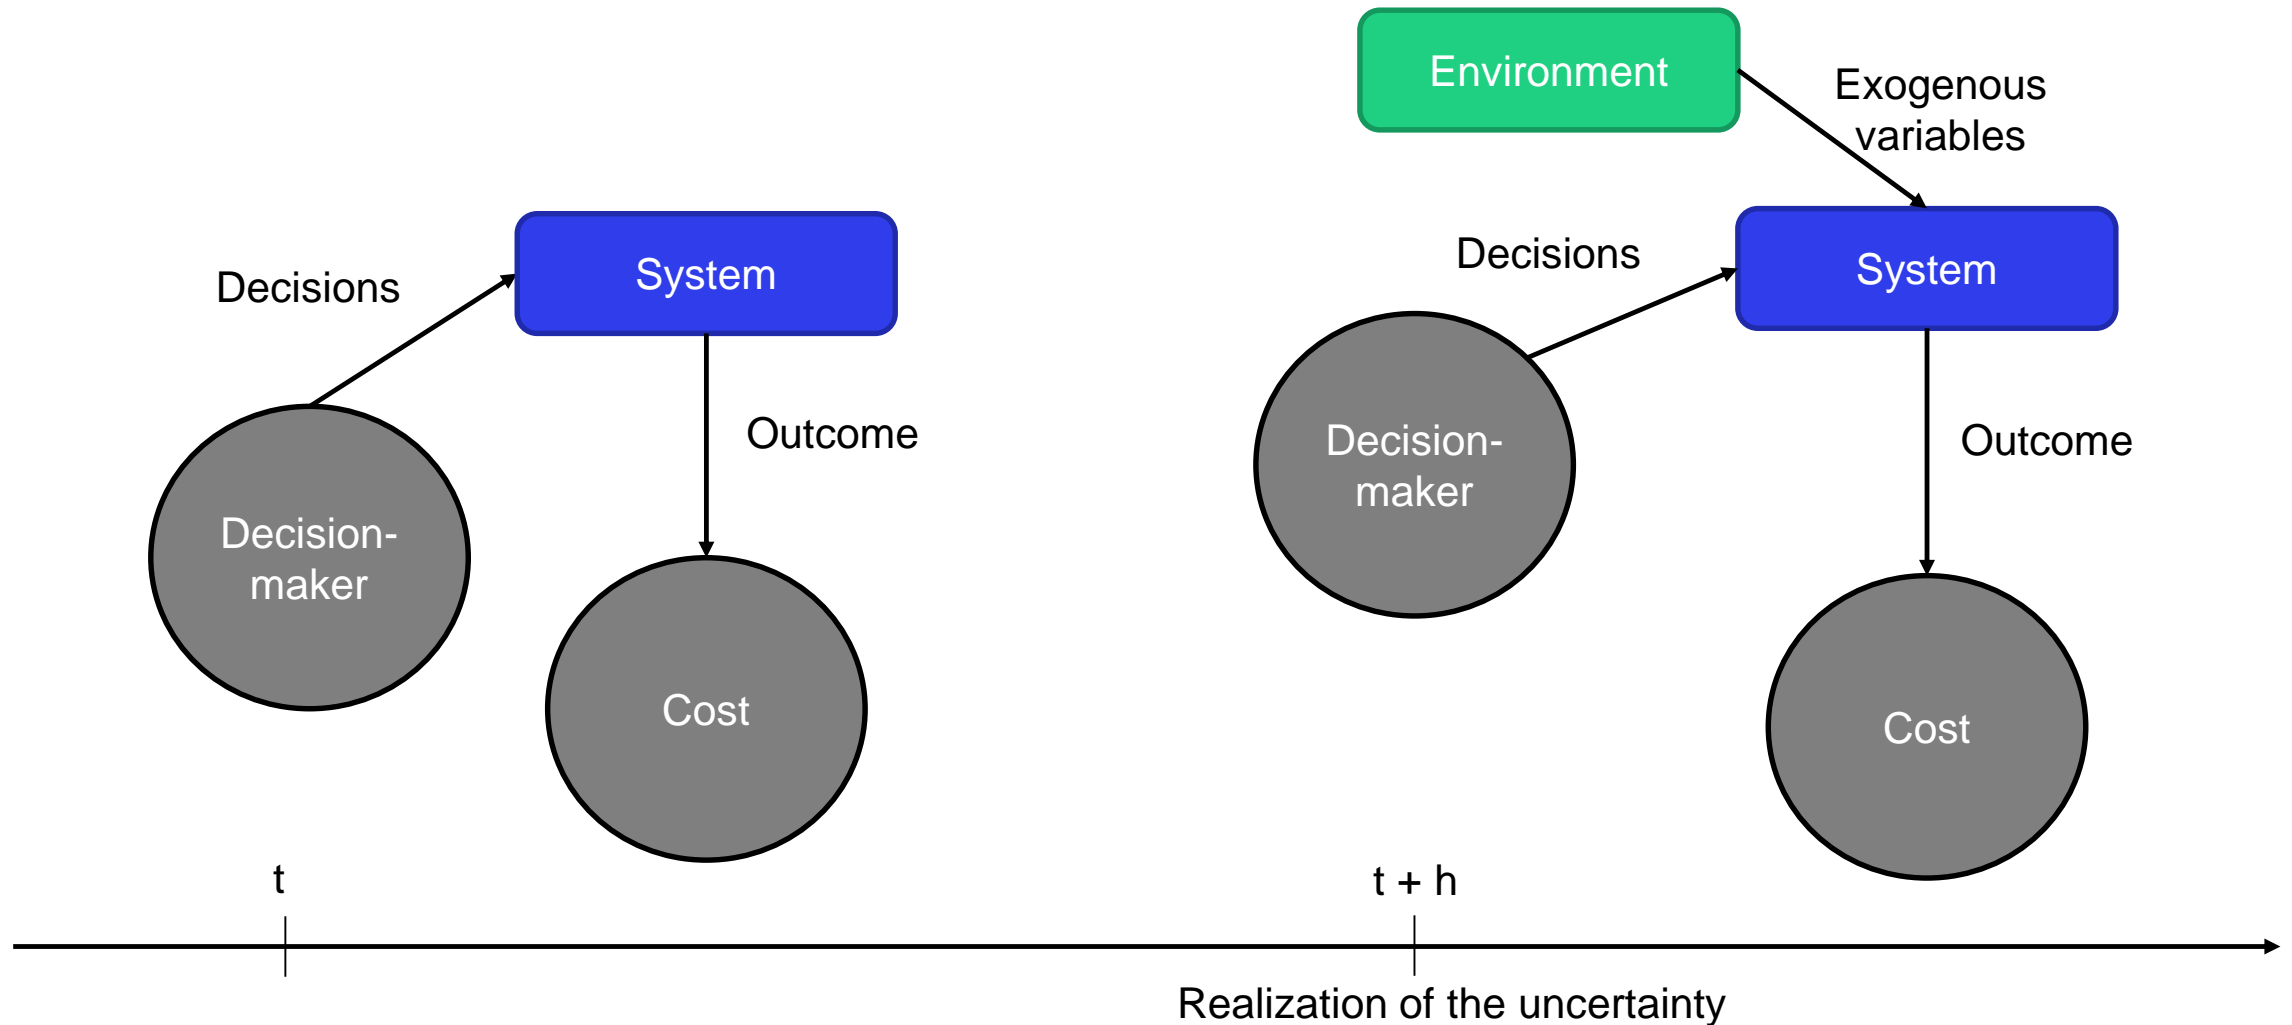 Environment
Exogenous
variables
Decisions
System
Decisions
System
Decision-
maker
Outcome
Outcome
Decision-
maker
Cost
Cost
t
t + h
Realization of the uncertainty